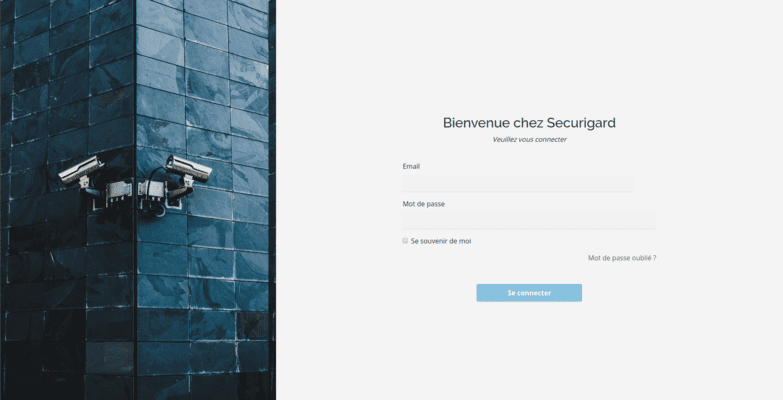 Bienvenue chez Securigard
Veuillez vous connecter
Email
Mot de passe
Se souvenir de moi
Mot de passe oublié ?
Se connecter